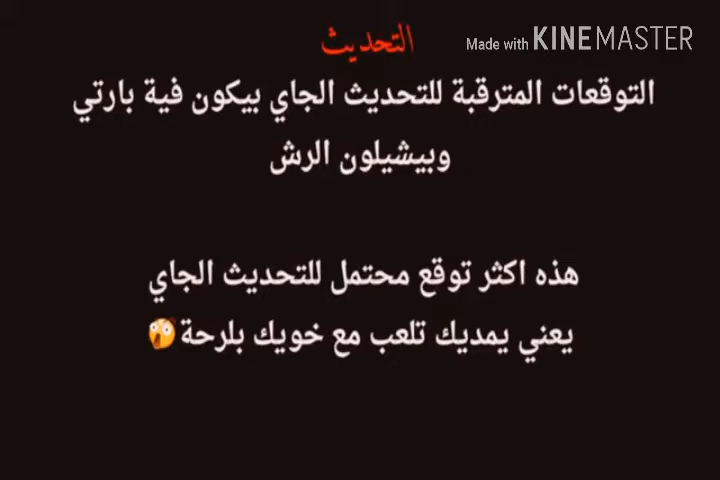 التحديث
Made with KINEMASTER
التوقعات المترقبة للتحديث الجاي بيكون فية بارتي
وبيشيلون الرش
هذه اكثر توقع محتمل للتحديث الجاي
يعني يمديك تلعب مع خويك بلرحة😲